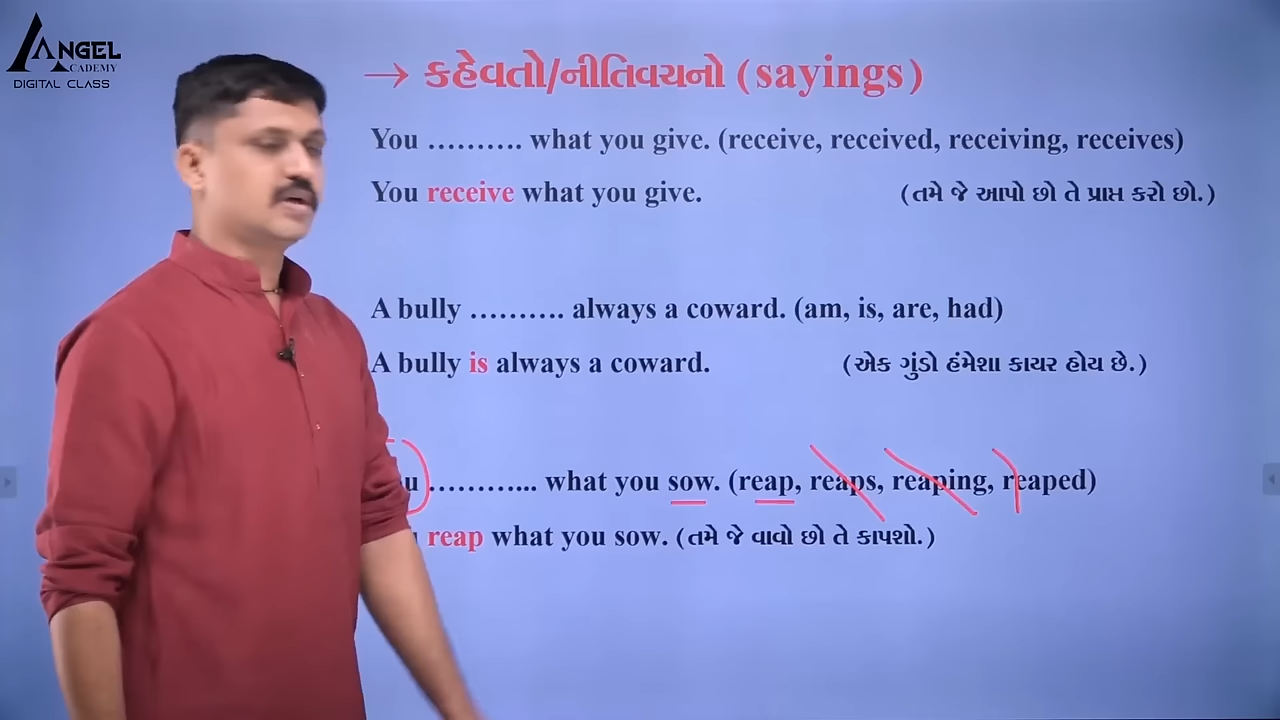 ANGEL
ACADEMY
DIGITAL CLASS
→ કહેવતો/નીતિવચનો (sayings)
You ………. what you give. (receive, received, receiving, receives)
You receive what you give. (તમે જે આપો છો તે પ્રાપ્ત કરો છો.)
A bully ………. always a coward. (am, is, are, had)
A bully is always a coward. (એક ગુંડો હંમેશા કાયર હોય છે.)
………... what you sow. (reap, reaps, reaping, reaped)
reap what you sow. (તમે જે વાવો છો તે કાપશો.)